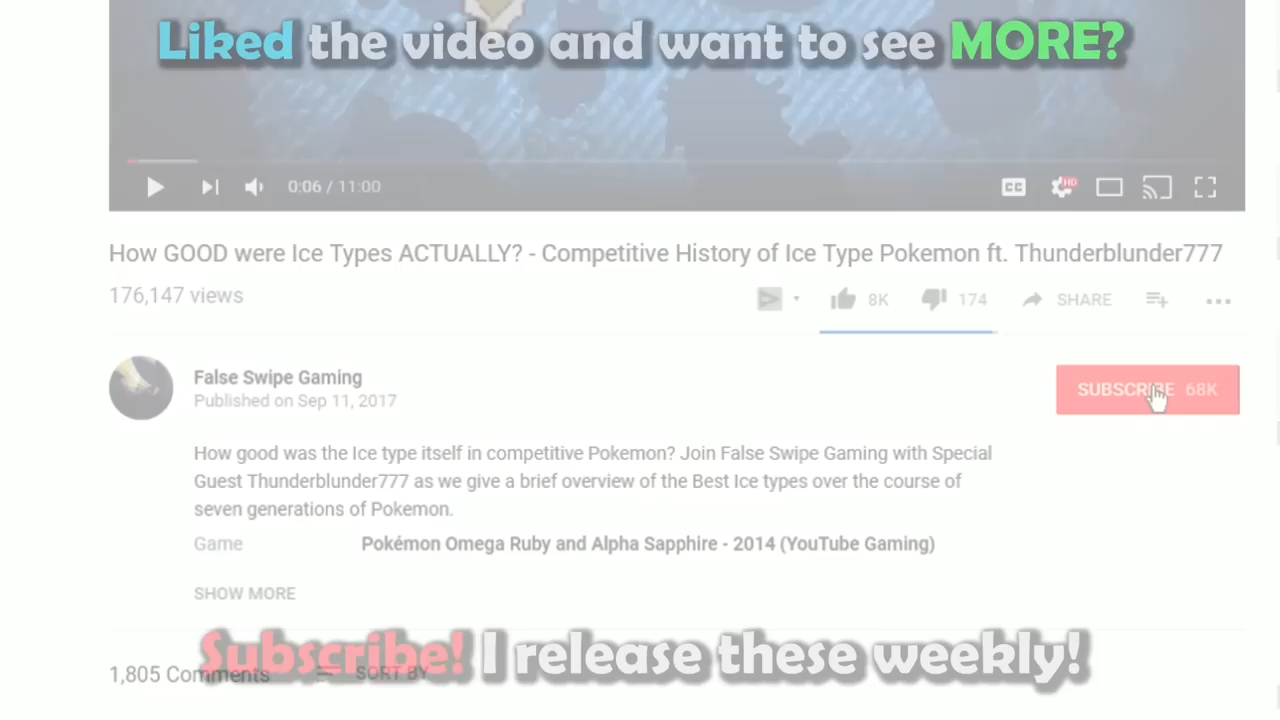 Liked the video and want to see MORE?
0:06 / 11:00
CC
HD
How GOOD were Ice Types ACTUALLY? - Competitive History of Ice Type Pokemon ft. Thunderblunder777
176,147 views
8K 174 SHARE
False Swipe Gaming
Published on Sep 11, 2017
SUBSCRIBE 68K
How good was the Ice type itself in competitive Pokemon? Join False Swipe Gaming with Special
Guest Thunderblunder777 as we give a brief overview of the Best Ice types over the course of
seven generations of Pokemon.
Game Pokémon Omega Ruby and Alpha Sapphire - 2014 (YouTube Gaming)
SHOW MORE
Subscribe! I release these weekly!
1,805 Comments SORT BY